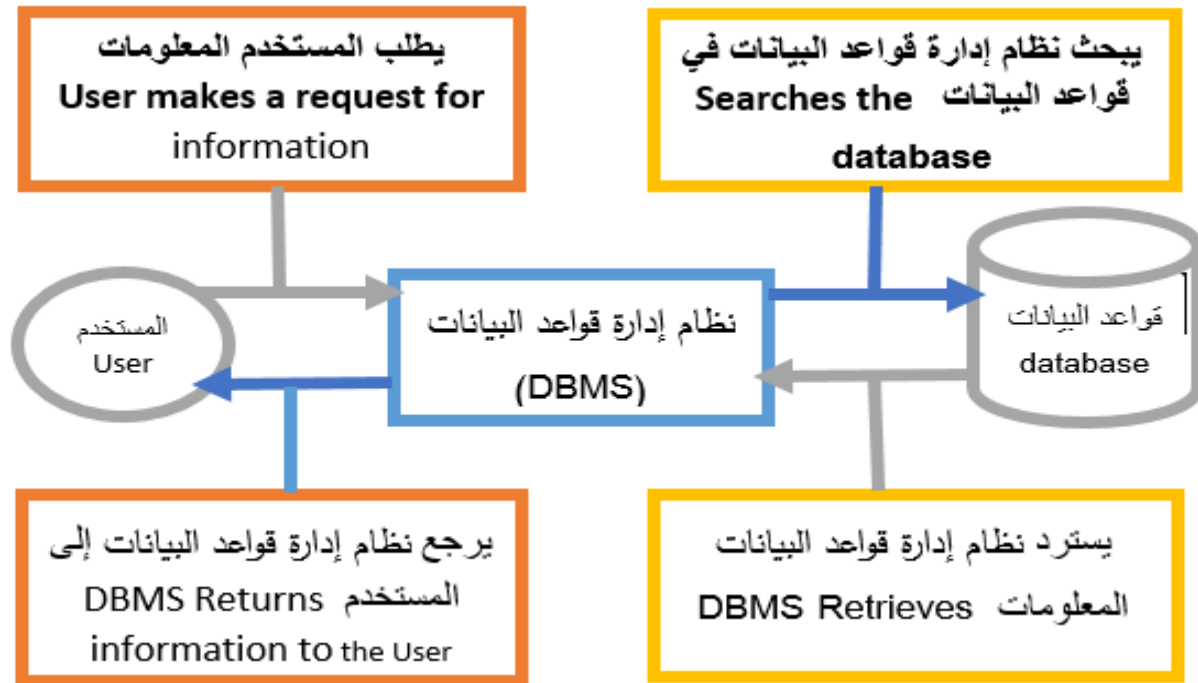 يطلب المستخدم المعلومات
User makes a request for
information
يبحث نظام إدارة قواعد البيانات في
قواعد البيانات Searches the
database
المستخدم
User
نظام إدارة قواعد البيانات
(DBMS)
قواعد البيانات
database
يرجع نظام إدارة قواعد البيانات إلى
المستخدم DBMS Returns
information to the User
يسترد نظام إدارة قواعد البيانات
المعلومات DBMS Retrieves